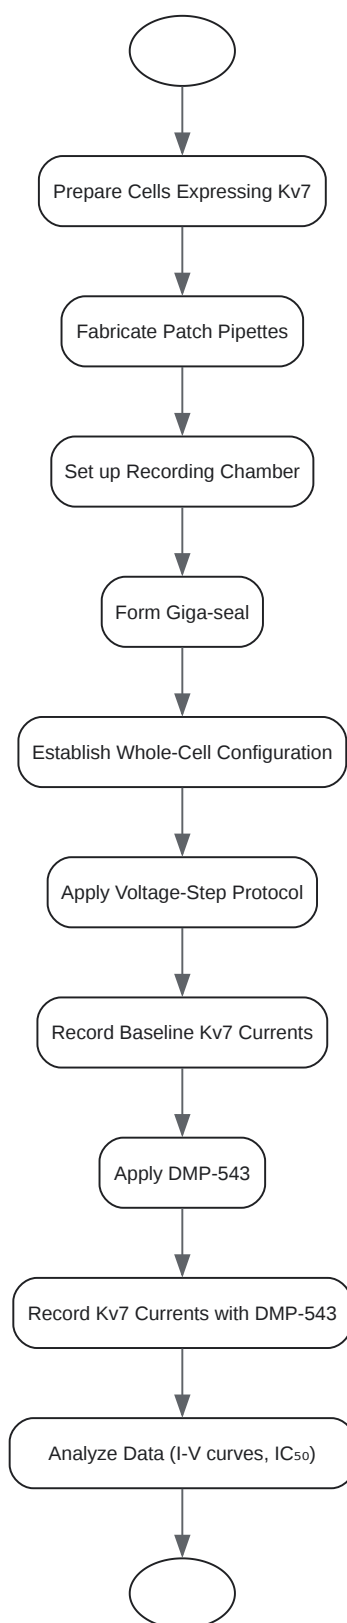 Prepare Cells Expressing Kv7
Fabricate Patch Pipettes
Set up Recording Chamber
Form Giga-seal
Establish Whole-Cell Configuration
Apply Voltage-Step Protocol
Record Baseline Kv7 Currents
Apply DMP-543
Record Kv7 Currents with DMP-543
Analyze Data (I-V curves, IC₅₀)